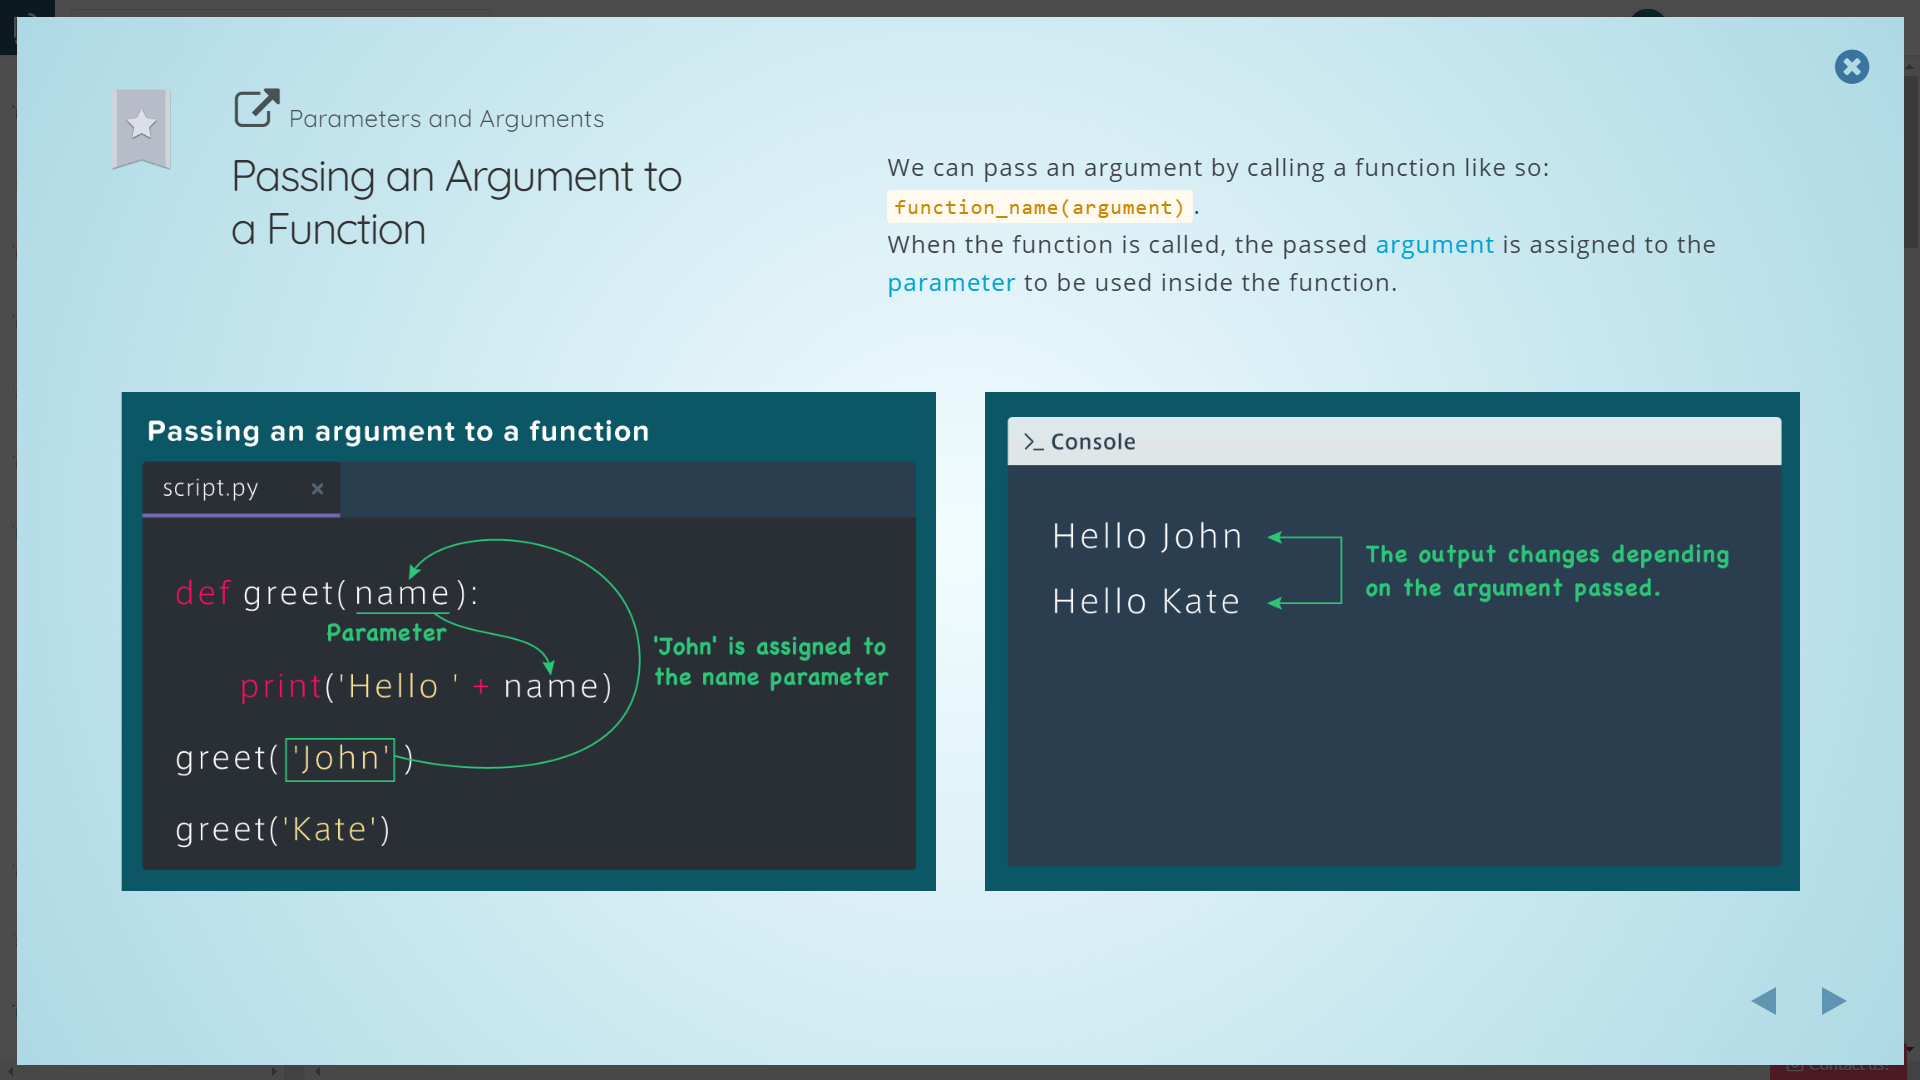 Parameters and Arguments
Passing an Argument to
a Function
We can pass an argument by calling a function like so:
function_name(argument).
When the function is called, the passed argument is assigned to the
parameter to be used inside the function.
Passing an argument to a function
script.py ×
def greet(name):
Parameter
'John' is assigned to
the name parameter
print('Hello ' + name)
greet('John')
greet('Kate')
>_ Console
Hello John
Hello Kate
The output changes depending
on the argument passed.
Contact us!